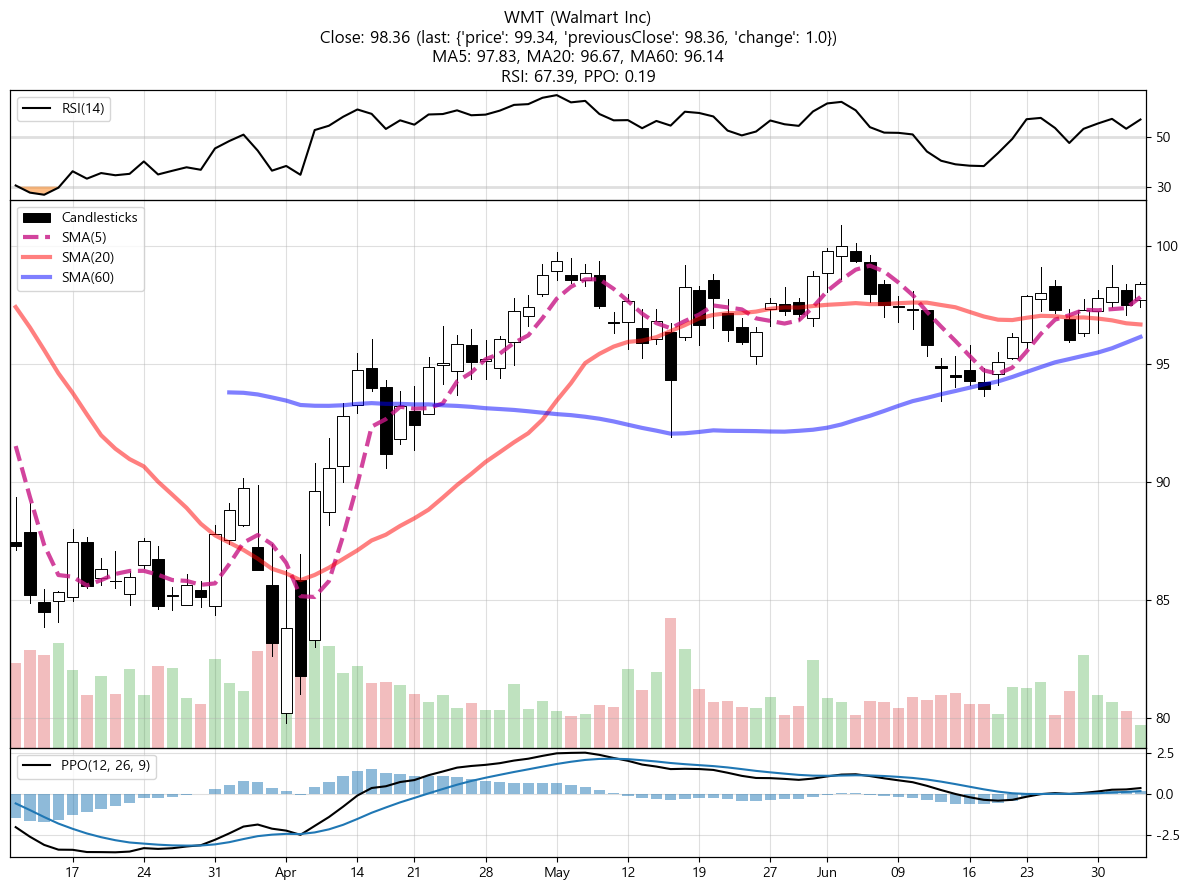 WMT (Walmart Inc)
Close: 98.36 (last: {'price': 99.34, 'previousClose': 98.36, 'change': 1.0})
MA5: 97.83, MA20: 96.67, MA60: 96.14
RSI: 67.39, PPO: 0.19
RSI(14)
50
30
Candlesticks
SMA(5)
SMA(20)
SMA(60)
100
95
90
85
80
PPO(12, 26, 9)
2.5
0.0
-2.5
17 24 31 Apr 14 21 28 May 12 19 27 Jun 09 16 23 30